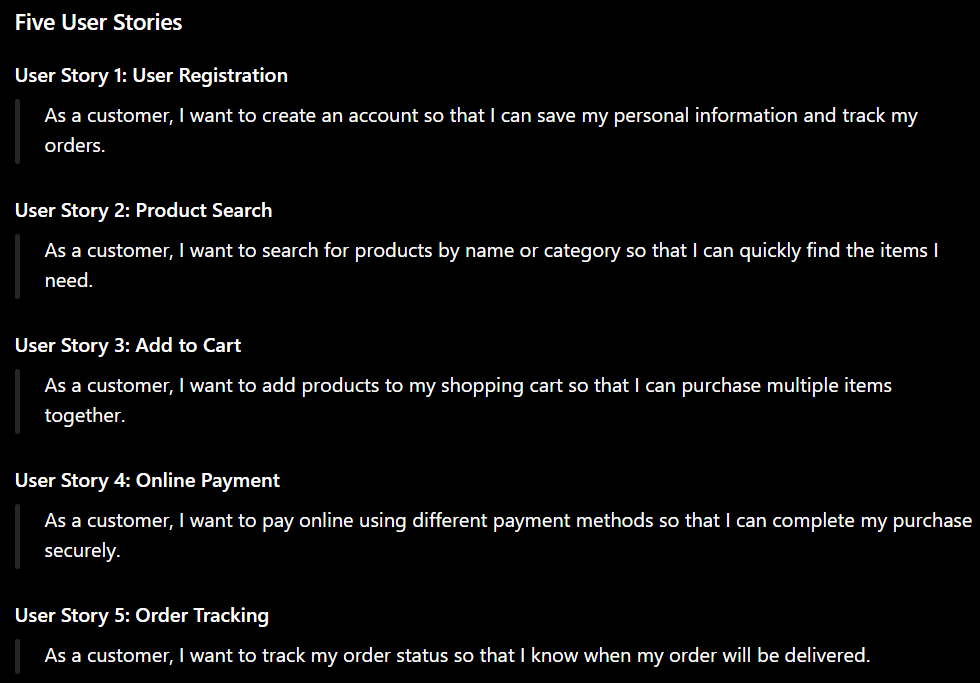 Five User Stories
User Story 1: User Registration
As a customer, I want to create an account so that I can save my personal information and track my
orders.
User Story 2: Product Search
As a customer, I want to search for products by name or category so that I can quickly find the items I
need.
User Story 3: Add to Cart
As a customer, I want to add products to my shopping cart so that I can purchase multiple items
together.
User Story 4: Online Payment
As a customer, I want to pay online using different payment methods so that I can complete my purchase
securely.
User Story 5: Order Tracking
As a customer, I want to track my order status so that I know when my order will be delivered.